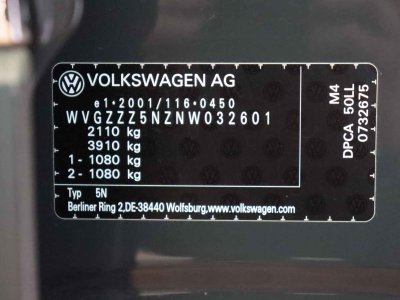 VOLKSWAGEN AG
e1*2001/116*0450
WVGZZZ5NZNW032601
2110 kg
3910 kg
1- 1080 kg
2- 1080 kg
Typ 5N
Berliner Ring 2,DE-38440 Wolfsburg,www.volkswagen.com
M4
DPCA 50LL
0732675